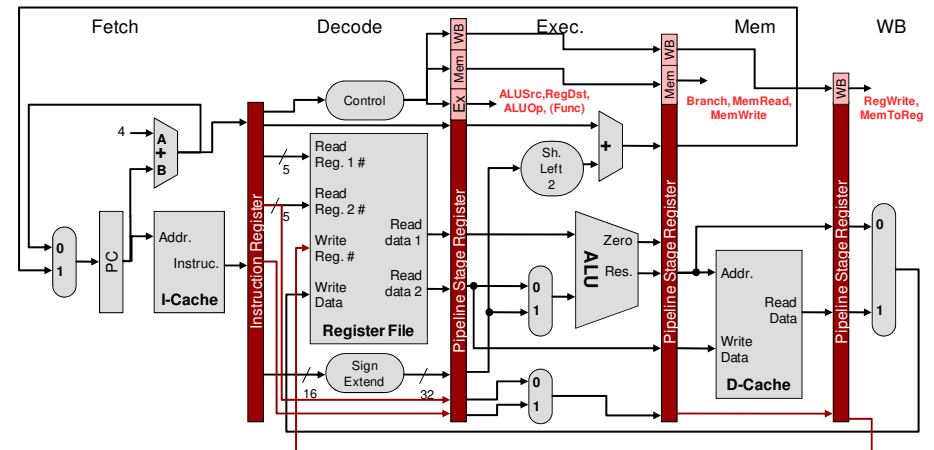 Fetch
Decode
Exec.
Mem
WB
WB
Mem
Ex
WB
Mem
WB
Control
ALUSrc,RegDst,
ALUOp, (Func)
Branch, MemRead,
MemWrite
RegWrite,
MemToReg
4
A
+
B
0
1
PC
Addr.
Instruc.
I-Cache
Instruction Register
5
5
Read
Reg. 1 #
Read
Reg. 2 #
Write
Reg. #
Write
Data
Read
data 1
Read
data 2
Register File
Sign
Extend
16
32
Pipeline Stage Register
Sh.
Left
2
+
0
1
ALU
Zero
Res.
0
1
Pipeline Stage Register
Addr.
Read
Data
Write
Data
D-Cache
Pipeline Stage Register
0
1